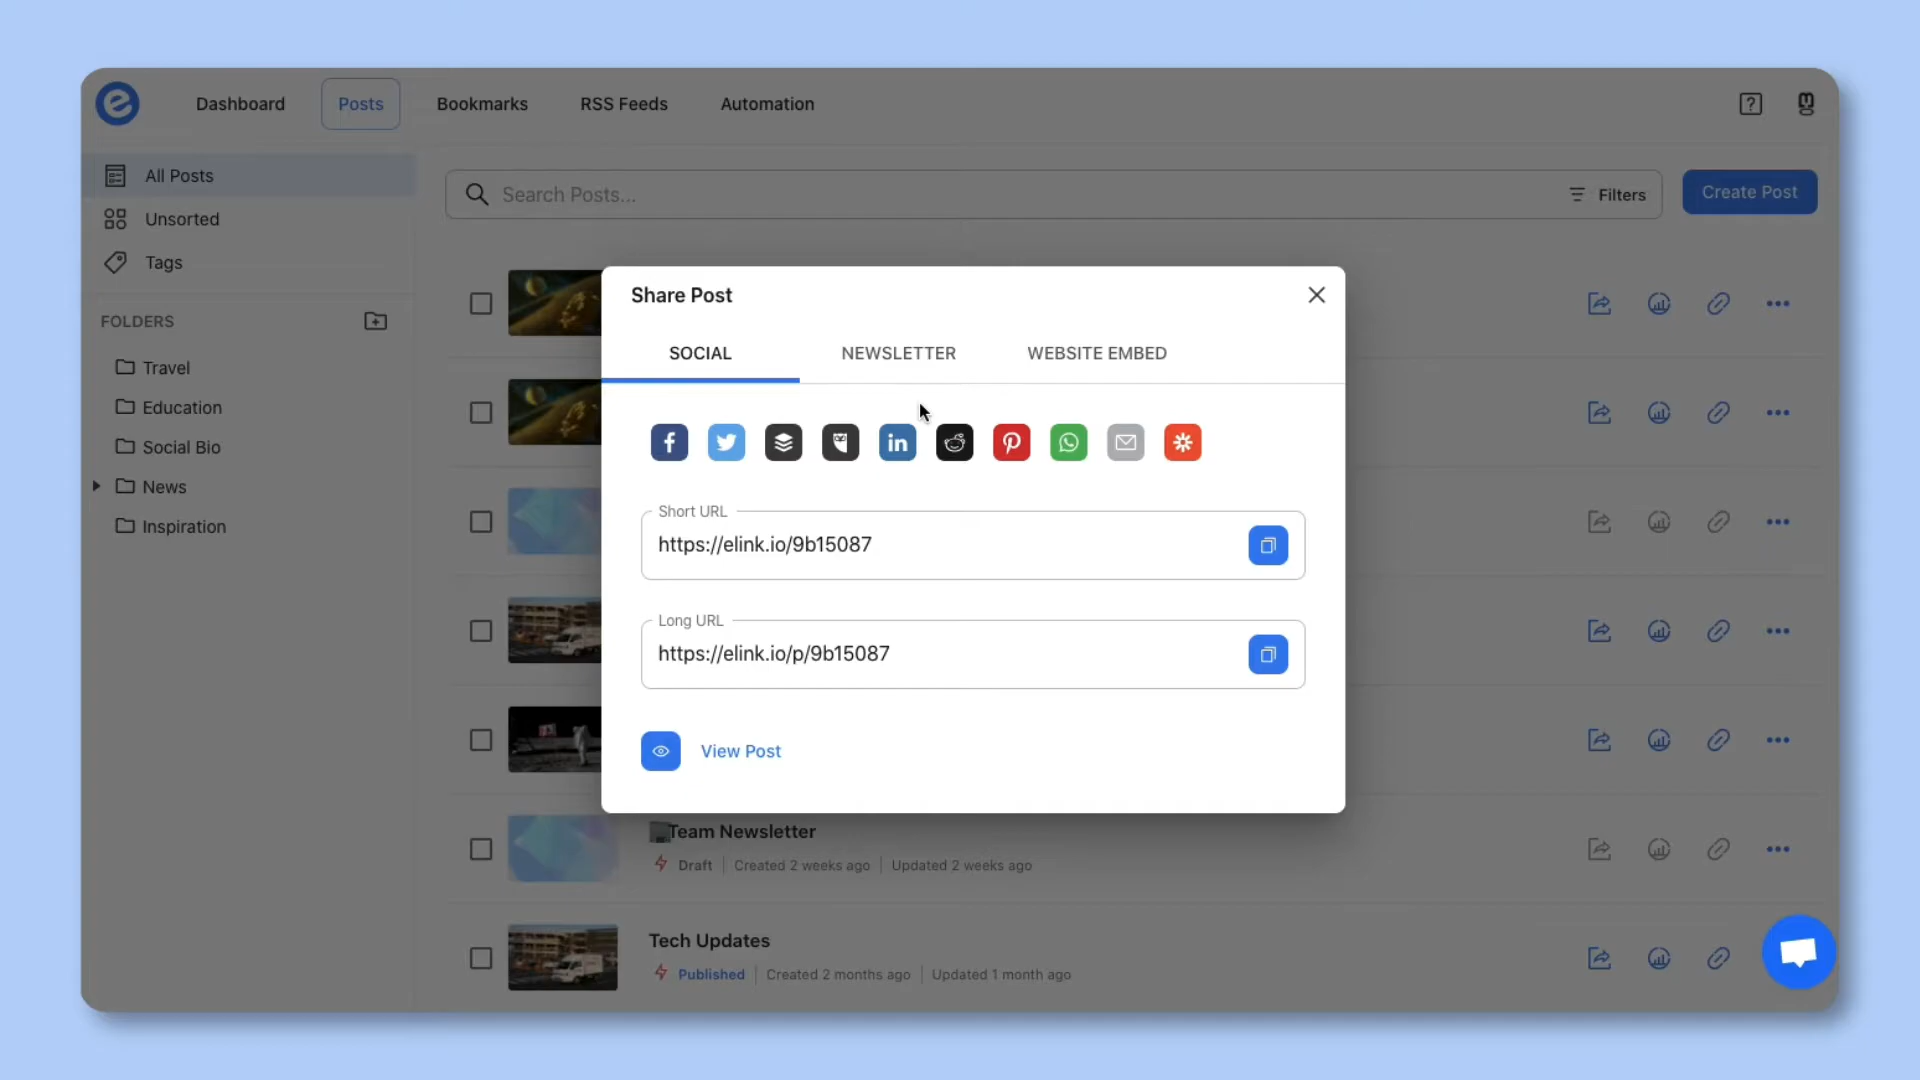 Dashboard
Posts
Bookmarks
RSS Feeds
Automation
All Posts
Unsorted
Tags
FOLDERS
Travel
Education
Social Bio
News
Inspiration
Search Posts...
Filters
Create Post
Share Post
SOCIAL
NEWSLETTER
WEBSITE EMBED
Short URL
https://elink.io/9b15087
Long URL
https://elink.io/p/9b15087
View Post
Team Newsletter
Draft | Created 2 weeks ago | Updated 2 weeks ago
Tech Updates
Published | Created 2 months ago | Updated 1 month ago